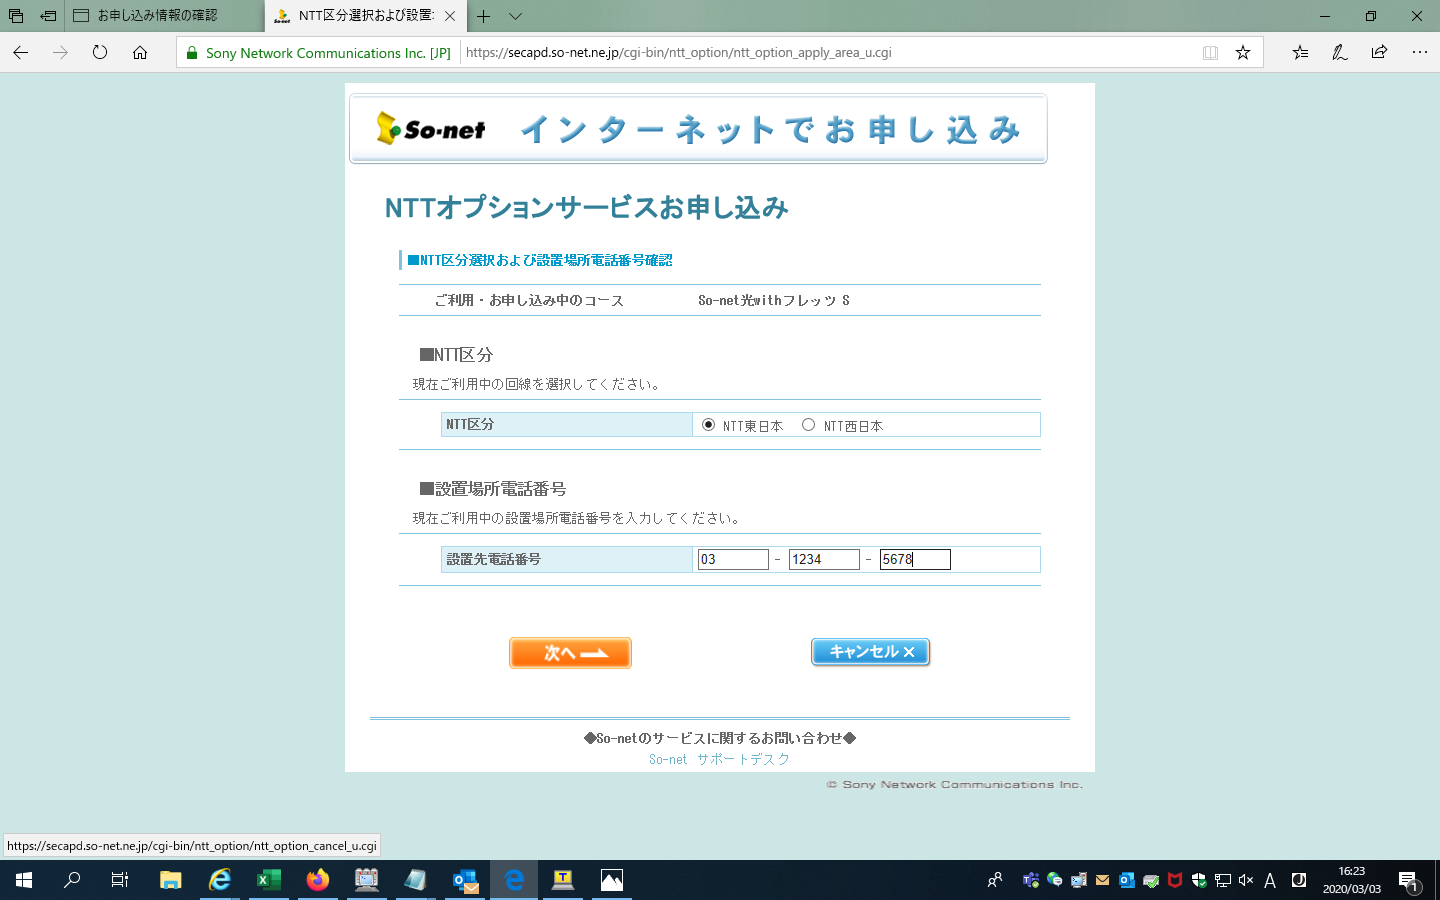 お申し込み情報の確認
NTT区分選択および設置:
Sony Network Communications Inc. [JP]
https://secapd.so-net.ne.jp/cgi-bin/ntt_option/ntt_option_apply_area_u.cgi
So-net インターネットでお申し込み
NTTオプションサービスお申し込み
■NTT区分選択および設置場所電話番号確認
ご利用・お申し込み中のコース So-net光withフレッツ S
■NTT区分
現在ご利用中の回線を選択してください。
NTT区分 NTT東日本 NTT西日本
■設置場所電話番号
現在ご利用中の設置場所電話番号を入力してください。
設置先電話番号 03 - 1234 - 5678
次へ キャンセル
◆So-netのサービスに関するお問い合わせ◆
So-net サポートデスク
© Sony Network Communications Inc.
https://secapd.so-net.ne.jp/cgi-bin/ntt_option/ntt_option_cancel_u.cgi
A
16:23
2020/03/03
1